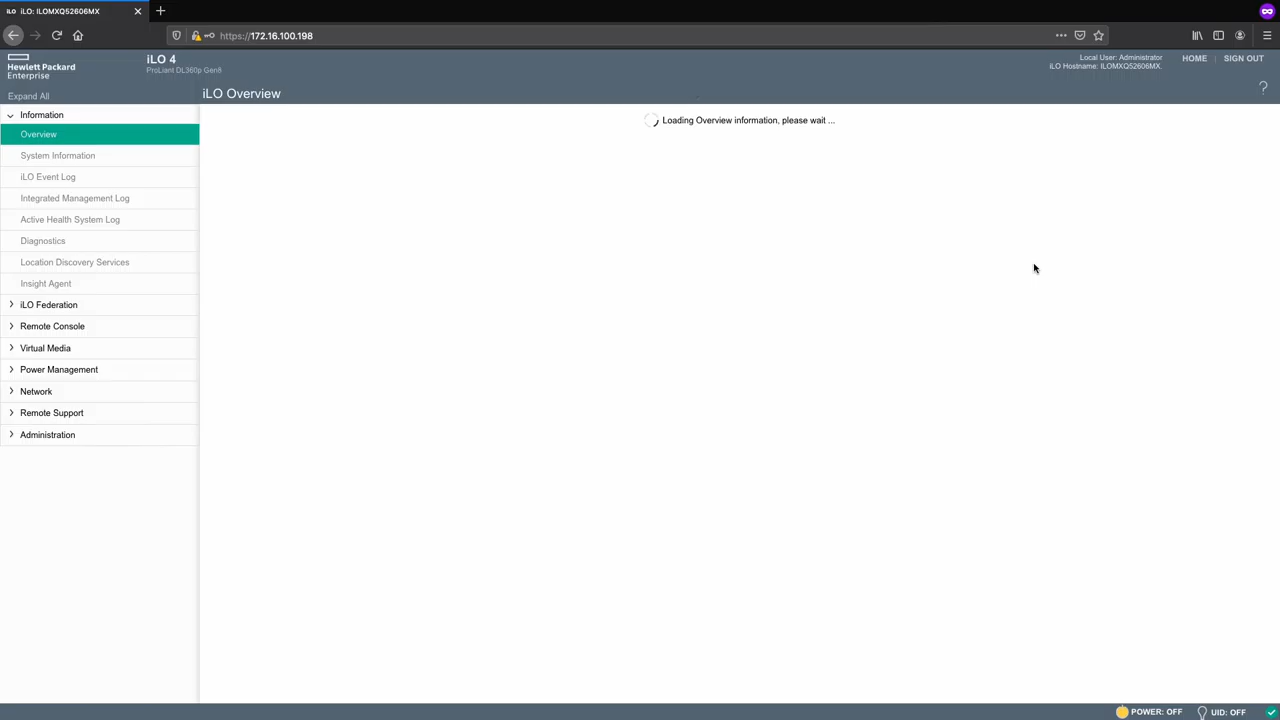 iLO iLO: ILOMXQ52606MX
https://172.16.100.198
Hewlett Packard
Enterprise
iLO 4
ProLiant DL360p Gen8
Local User: Administrator
iLO Hostname: ILOMXQ52606MX.
HOME
SIGN OUT
Expand All
iLO Overview
?
Information
Overview
System Information
iLO Event Log
Integrated Management Log
Active Health System Log
Diagnostics
Location Discovery Services
Insight Agent
iLO Federation
Remote Console
Virtual Media
Power Management
Network
Remote Support
Administration
Loading Overview information, please wait ...
POWER: OFF
UID: OFF